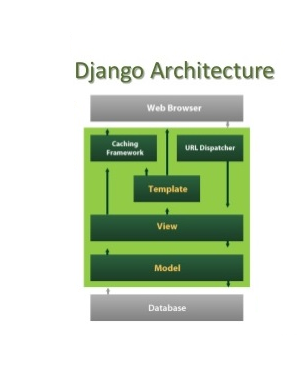 Django Architecture
Web Browser
Caching
Framework
URL Dispatcher
Template
View
Model
Database